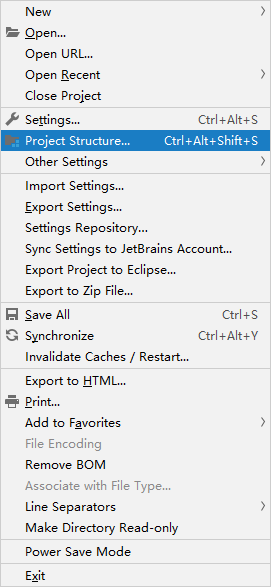 New
Open...
Open URL...
Open Recent
Close Project
Settings... Ctrl+Alt+S
Project Structure... Ctrl+Alt+Shift+S
Other Settings
Import Settings...
Export Settings...
Settings Repository...
Sync Settings to JetBrains Account...
Export Project to Eclipse...
Export to Zip File...
Save All Ctrl+S
Synchronize Ctrl+Alt+Y
Invalidate Caches / Restart...
Export to HTML...
Print...
Add to Favorites
File Encoding
Remove BOM
Associate with File Type...
Line Separators
Make Directory Read-only
Power Save Mode
Exit